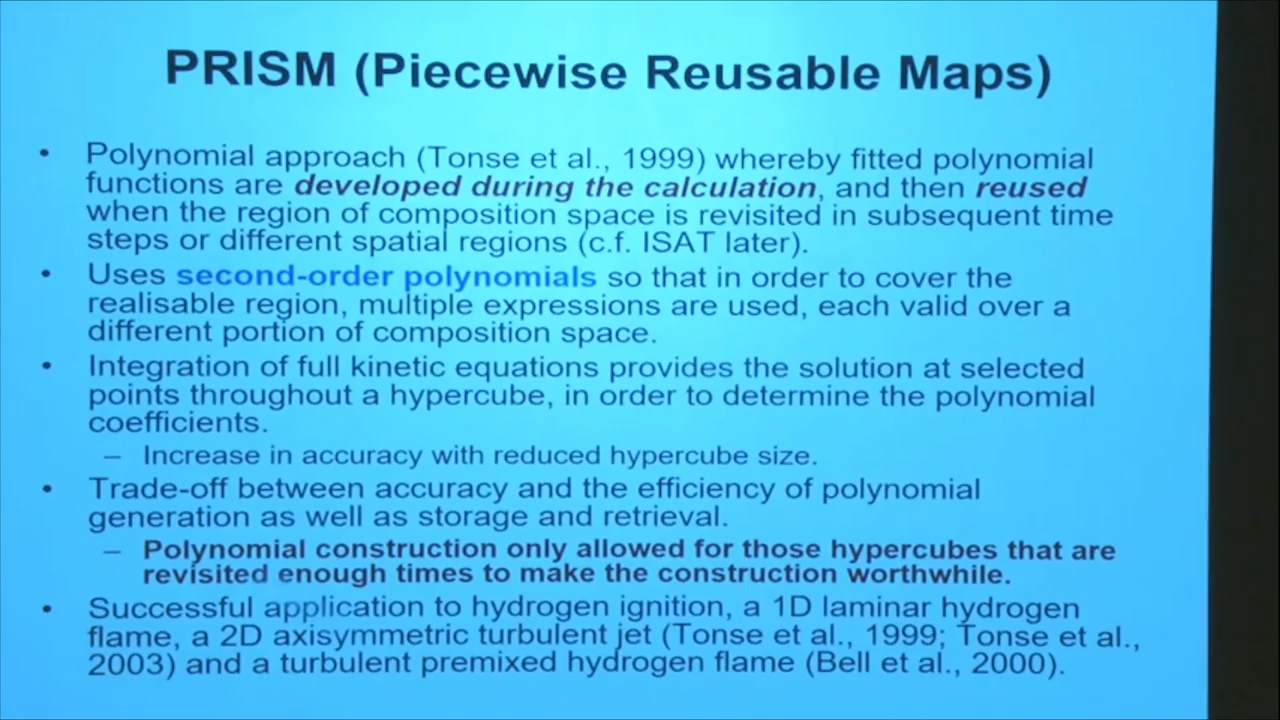 PRISM (Piecewise Reusable Maps)
• Polynomial approach (Tonse et al., 1999) whereby fitted polynomial
functions are developed during the calculation, and then reused
when the region of composition space is revisited in subsequent time
steps or different spatial regions (c.f. ISAT later).
• Uses second-order polynomials so that in order to cover the
realisable region, multiple expressions are used, each valid over a
different portion of composition space.
• Integration of full kinetic equations provides the solution at selected
points throughout a hypercube, in order to determine the polynomial
coefficients.
– Increase in accuracy with reduced hypercube size.
• Trade-off between accuracy and the efficiency of polynomial
generation as well as storage and retrieval.
– Polynomial construction only allowed for those hypercubes that are
revisited enough times to make the construction worthwhile.
• Successful application to hydrogen ignition, a 1D laminar hydrogen
flame, a 2D axisymmetric turbulent jet (Tonse et al., 1999; Tonse et al.,
2003) and a turbulent premixed hydrogen flame (Bell et al., 2000).